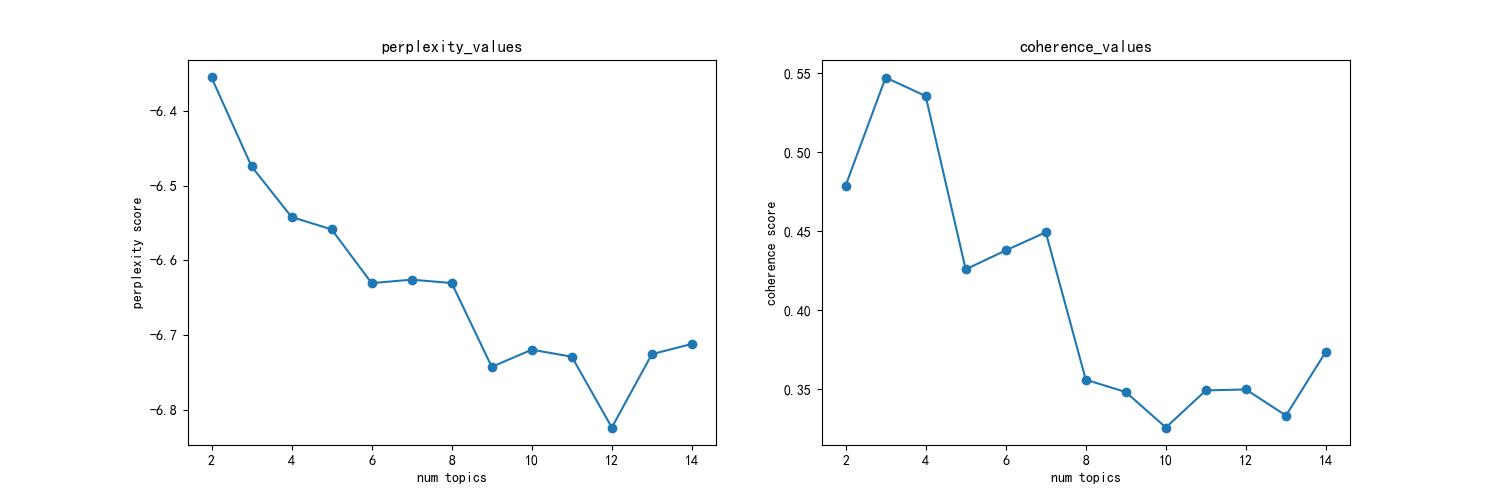 perplexity_values
perplexity score
-6.4
-6.5
-6.6
-6.7
-6.8
2 4 6 8 10 12 14
num topics
coherence_values
coherence score
0.55
0.50
0.45
0.40
0.35
2 4 6 8 10 12 14
num topics